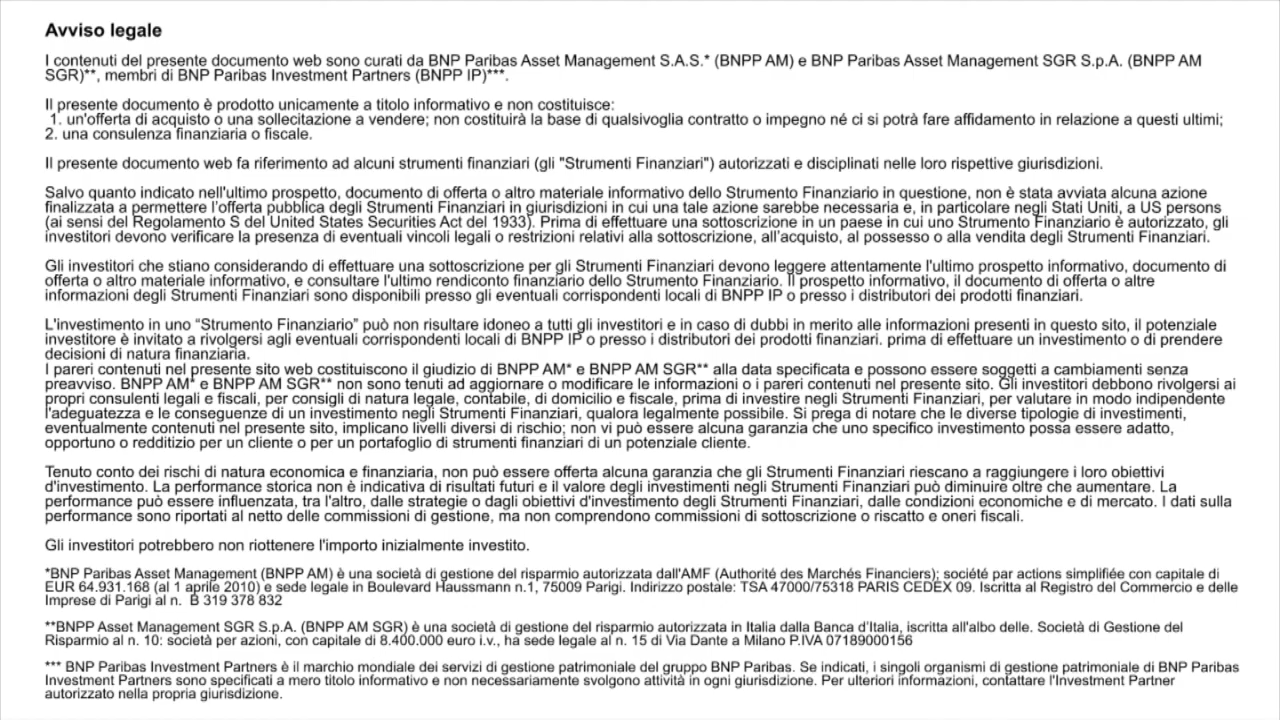 Avviso legale
I contenuti del presente documento web sono curati da BNP Paribas Asset Management S.A.S.* (BNPP AM) e BNP Paribas Asset Management SGR S.p.A. (BNPP AM
SGR)**, membri di BNP Paribas Investment Partners (BNPP IP)***.
Il presente documento è prodotto unicamente a titolo informativo e non costituisce:
1. un'offerta di acquisto o una sollecitazione a vendere; non costituirà la base di qualsivoglia contratto o impegno né ci si potrà fare affidamento in relazione a questi ultimi;
2. una consulenza finanziaria o fiscale.
Il presente documento web fa riferimento ad alcuni strumenti finanziari (gli "Strumenti Finanziari") autorizzati e disciplinati nelle loro rispettive giurisdizioni.
Salvo quanto indicato nell'ultimo prospetto, documento di offerta o altro materiale informativo dello Strumento Finanziario in questione, non è stata avviata alcuna azione
finalizzata a permettere l'offerta pubblica degli Strumenti Finanziari in giurisdizioni in cui una tale azione sarebbe necessaria e, in particolare negli Stati Uniti, a US persons
(ai sensi del Regolamento S del United States Securities Act del 1933). Prima di effettuare una sottoscrizione in un paese in cui uno Strumento Finanziario è autorizzato, gli
investitori devono verificare la presenza di eventuali vincoli legali o restrizioni relativi alla sottoscrizione, all'acquisto, al possesso o alla vendita degli Strumenti Finanziari.
Gli investitori che stiano considerando di effettuare una sottoscrizione per gli Strumenti Finanziari devono leggere attentamente l'ultimo prospetto informativo, documento di
offerta o altro materiale informativo, e consultare l'ultimo rendiconto finanziario dello Strumento Finanziario. Il prospetto informativo, il documento di offerta o altre
informazioni degli Strumenti Finanziari sono disponibili presso gli eventuali corrispondenti locali di BNPP IP o presso i distributori dei prodotti finanziari.
L'investimento in uno “Strumento Finanziario” può non risultare idoneo a tutti gli investitori e in caso di dubbi in merito alle informazioni presenti in questo sito, il potenziale
investitore è invitato a rivolgersi agli eventuali corrispondenti locali di BNPP IP o presso i distributori dei prodotti finanziari. prima di effettuare un investimento o di prendere
decisioni di natura finanziaria.
I pareri contenuti nel presente sito web costituiscono il giudizio di BNPP AM* e BNPP AM SGR** alla data specificata e possono essere soggetti a cambiamenti senza
preavviso. BNPP AM* e BNPP AM SGR** non sono tenuti ad aggiornare o modificare le informazioni o i pareri contenuti nel presente sito. Gli investitori debbono rivolgersi ai
propri consulenti legali e fiscali, per consigli di natura legale, contabile, di domicilio e fiscale, prima di investire negli Strumenti Finanziari, per valutare in modo indipendente
l'adeguatezza e le conseguenze di un investimento negli Strumenti Finanziari, qualora legalmente possibile. Si prega di notare che le diverse tipologie di investimenti,
eventualmente contenuti nel presente sito, implicano livelli diversi di rischio; non vi può essere alcuna garanzia che uno specifico investimento possa essere adatto,
opportuno o redditizio per un cliente o per un portafoglio di strumenti finanziari di un potenziale cliente.
Tenuto conto dei rischi di natura economica e finanziaria, non può essere offerta alcuna garanzia che gli Strumenti Finanziari riescano a raggiungere i loro obiettivi
d'investimento. La performance storica non è indicativa di risultati futuri e il valore degli investimenti negli Strumenti Finanziari può diminuire oltre che aumentare. La
performance può essere influenzata, tra l'altro, dalle strategie o dagli obiettivi d'investimento degli Strumenti Finanziari, dalle condizioni economiche e di mercato. I dati sulla
performance sono riportati al netto delle commissioni di gestione, ma non comprendono commissioni di sottoscrizione o riscatto e oneri fiscali.
Gli investitori potrebbero non riottenere l'importo inizialmente investito.
*BNP Paribas Asset Management (BNPP AM) è una società di gestione del risparmio autorizzata dall'AMF (Authorité des Marchés Financiers); société par actions simplifiée con capitale di
EUR 64.931.168 (al 1 aprile 2010) e sede legale in Boulevard Haussmann n.1, 75009 Parigi. Indirizzo postale: TSA 47000/75318 PARIS CEDEX 09. Iscritta al Registro del Commercio e delle
Imprese di Parigi al n. B 319 378 832
**BNPP Asset Management SGR S.p.A. (BNPP AM SGR) è una società di gestione del risparmio autorizzata in Italia dalla Banca d'Italia, iscritta all'albo delle. Società di Gestione del
Risparmio al n. 10: società per azioni, con capitale di 8.400.000 euro i.v., ha sede legale al n. 15 di Via Dante a Milano P.IVA 07189000156
*** BNP Paribas Investment Partners è il marchio mondiale dei servizi di gestione patrimoniale del gruppo BNP Paribas. Se indicati, i singoli organismi di gestione patrimoniale di BNP Paribas
Investment Partners sono specificati a mero titolo informativo e non necessariamente svolgono attività in ogni giurisdizione. Per ulteriori informazioni, contattare l'Investment Partner
autorizzato nella propria giurisdizione.